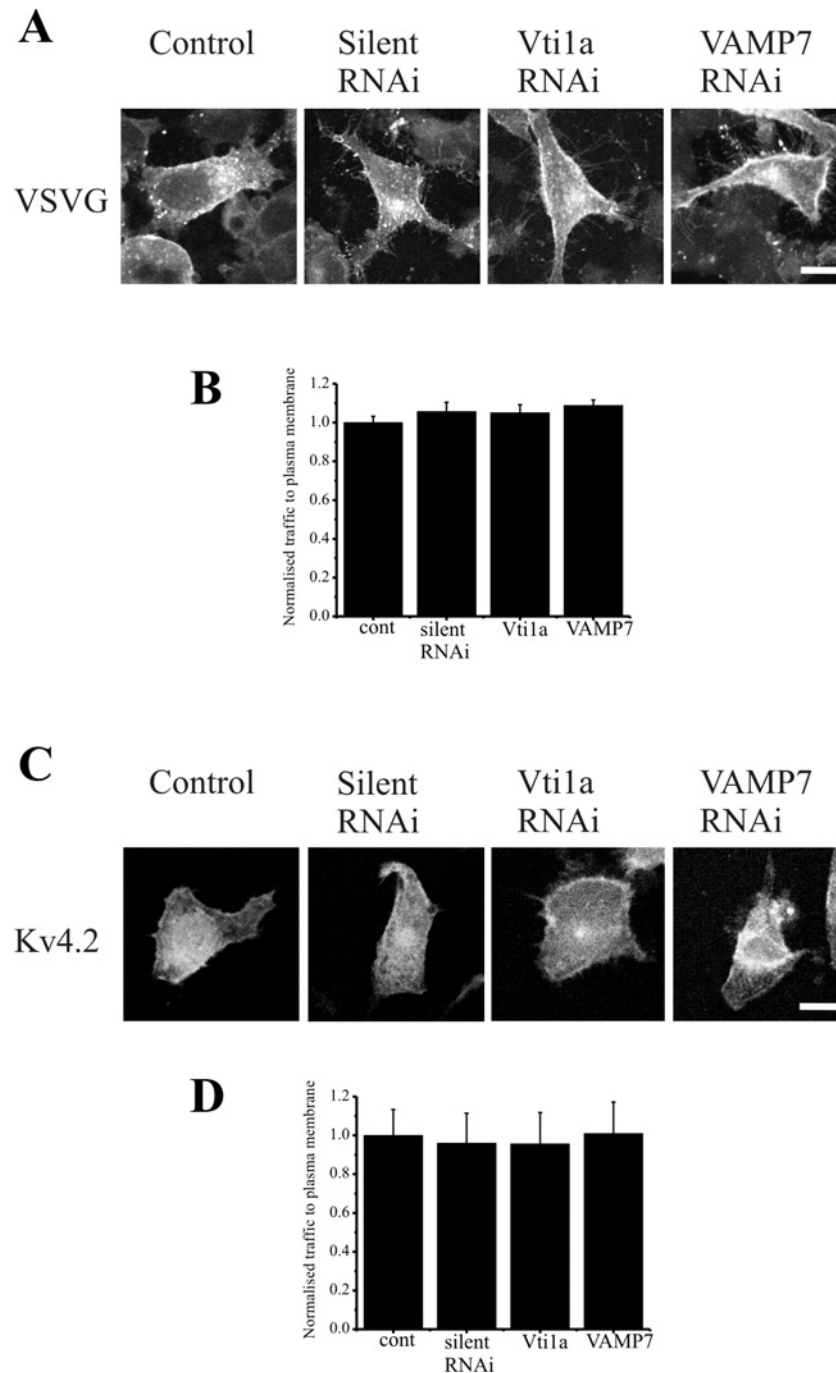 A
Control
Silent
RNAi
Vti1a
RNAi
VAMP7
RNAi
VSVG
B
Normalised traffic to plasma membrane
1.2
1.0
0.8
0.6
0.4
0.2
0.0
cont
silent
RNAi
Vti1a
VAMP7
C
Control
Silent
RNAi
Vti1a
RNAi
VAMP7
RNAi
Kv4.2
D
Normalised traffic to plasma membrane
1.2
1.0
0.8
0.6
0.4
0.2
0.0
cont
silent
RNAi
Vti1a
VAMP7